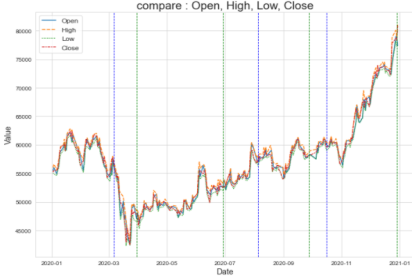 compare : Open, High, Low, Close
Open
High
Low
Close
Value
80000
75000
70000
65000
60000
55000
50000
45000
2020-01
2020-03
2020-05
2020-07
2020-09
2020-11
2021-01
Date